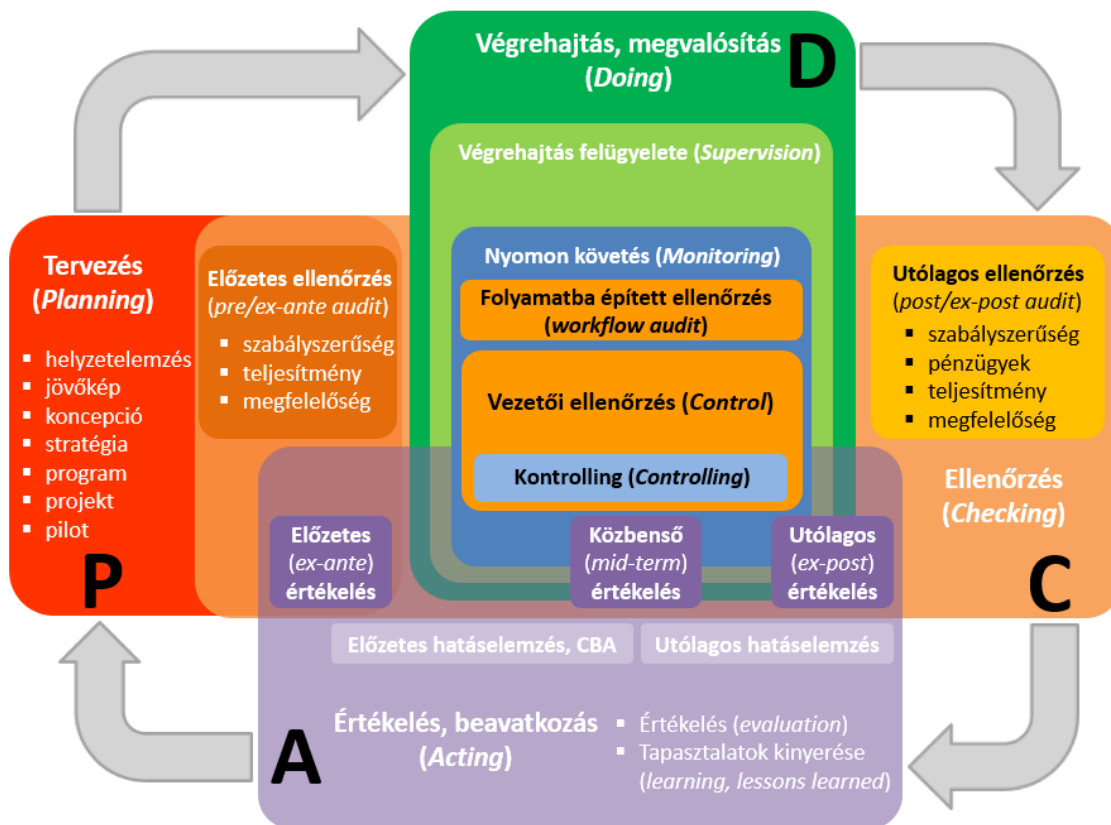 Végrehajtás, megvalósítás
(Doing)
D
Végrehajtás felügyelete (Supervision)
Tervezés
(Planning)
▪ helyzetelemzés
▪ jövőkép
▪ koncepció
▪ stratégia
▪ program
▪ projekt
▪ pilot
P
Előzetes ellenőrzés
(pre/ex-ante audit)
▪ szabályszerűség
▪ teljesítmény
▪ megfelelőség
Nyomon követés (Monitoring)
Folyamatba épített ellenőrzés
(workflow audit)
Vezetői ellenőrzés (Control)
Kontrolling (Controlling)
Utólagos ellenőrzés
(post/ex-post audit)
▪ szabályszerűség
▪ pénzügyek
▪ teljesítmény
▪ megfelelőség
Ellenőrzés
(Checking)
C
Előzetes
(ex-ante)
értékelés
Közbenső
(mid-term)
értékelés
Utólagos
(ex-post)
értékelés
Előzetes hatáselemzés, CBA
Utólagos hatáselemzés
A
Értékelés, beavatkozás
(Acting)
▪ Értékelés (evaluation)
▪ Tapasztalatok kinyerése
(learning, lessons learned)